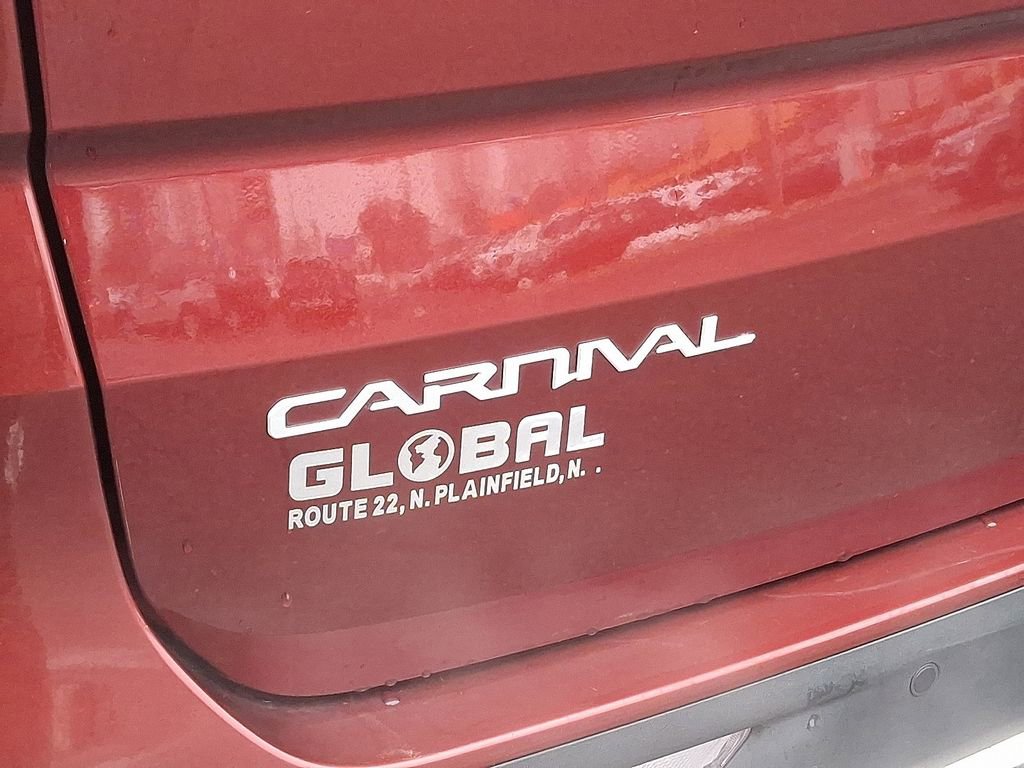 CARNIVAL
GLOBAL
ROUTE 22, N. PLAINFIELD, N. .